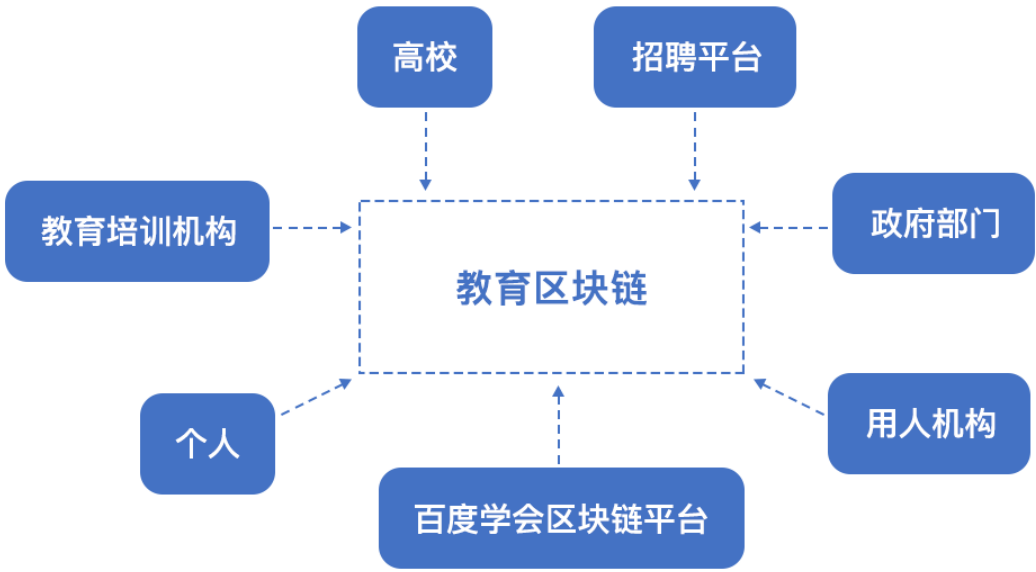 高校
招聘平台
教育培训机构
政府部门
教育区块链
个人
用人机构
百度学会区块链平台